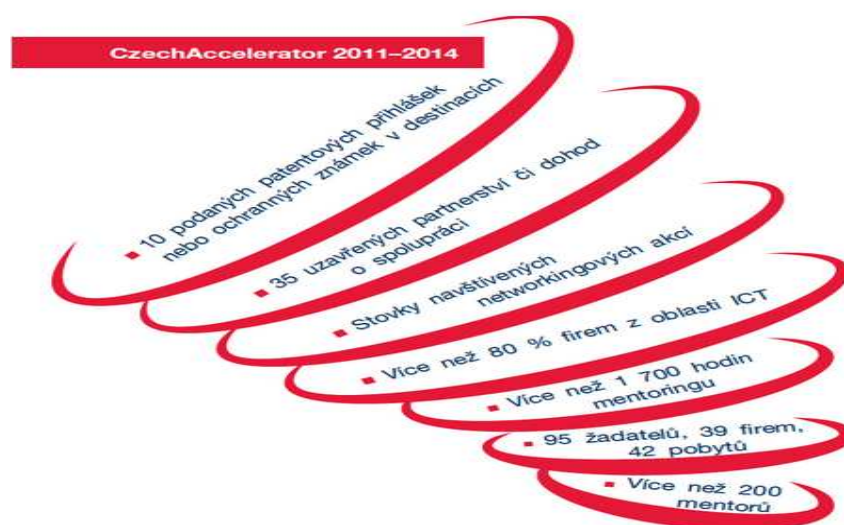 CzechAccelerator 2011–2014
▪ 10 podaných patentových přihlášek
nebo ochranných známek v destinacích
▪ 35 uzavřených partnerství či dohod
o spolupráci
▪ Stovky navštívených
networkingových akcí
▪ Více než 80 % firem z oblasti ICT
▪ Více než 1 700 hodin
mentoringu
▪ 95 žadatelů, 39 firem,
42 pobytů
▪ Více než 200
mentorů